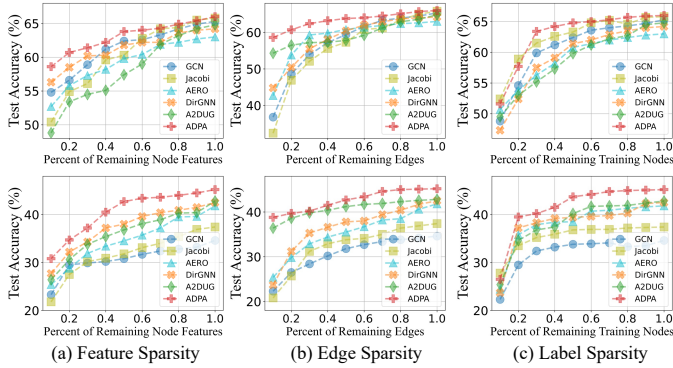 Test Accuracy (%)
65
60
55
50
0.2 0.4 0.6 0.8 1.0
Percent of Remaining Node Features
GCN
Jacobi
AERO
DirGNN
A2DUG
ADPA
Test Accuracy (%)
60
50
40
0.2 0.4 0.6 0.8 1.0
Percent of Remaining Edges
GCN
Jacobi
AERO
DirGNN
A2DUG
ADPA
Test Accuracy (%)
65
60
55
50
0.2 0.4 0.6 0.8 1.0
Percent of Remaining Training Nodes
GCN
Jacobi
AERO
DirGNN
A2DUG
ADPA
Test Accuracy (%)
40
30
20
0.2 0.4 0.6 0.8 1.0
Percent of Remaining Node Features
GCN
Jacobi
AERO
DirGNN
A2DUG
ADPA
Test Accuracy (%)
40
30
20
0.2 0.4 0.6 0.8 1.0
Percent of Remaining Edges
GCN
Jacobi
AERO
DirGNN
A2DUG
ADPA
Test Accuracy (%)
40
30
20
0.2 0.4 0.6 0.8 1.0
Percent of Remaining Training Nodes
GCN
Jacobi
AERO
DirGNN
A2DUG
ADPA
(a) Feature Sparsity
(b) Edge Sparsity
(c) Label Sparsity